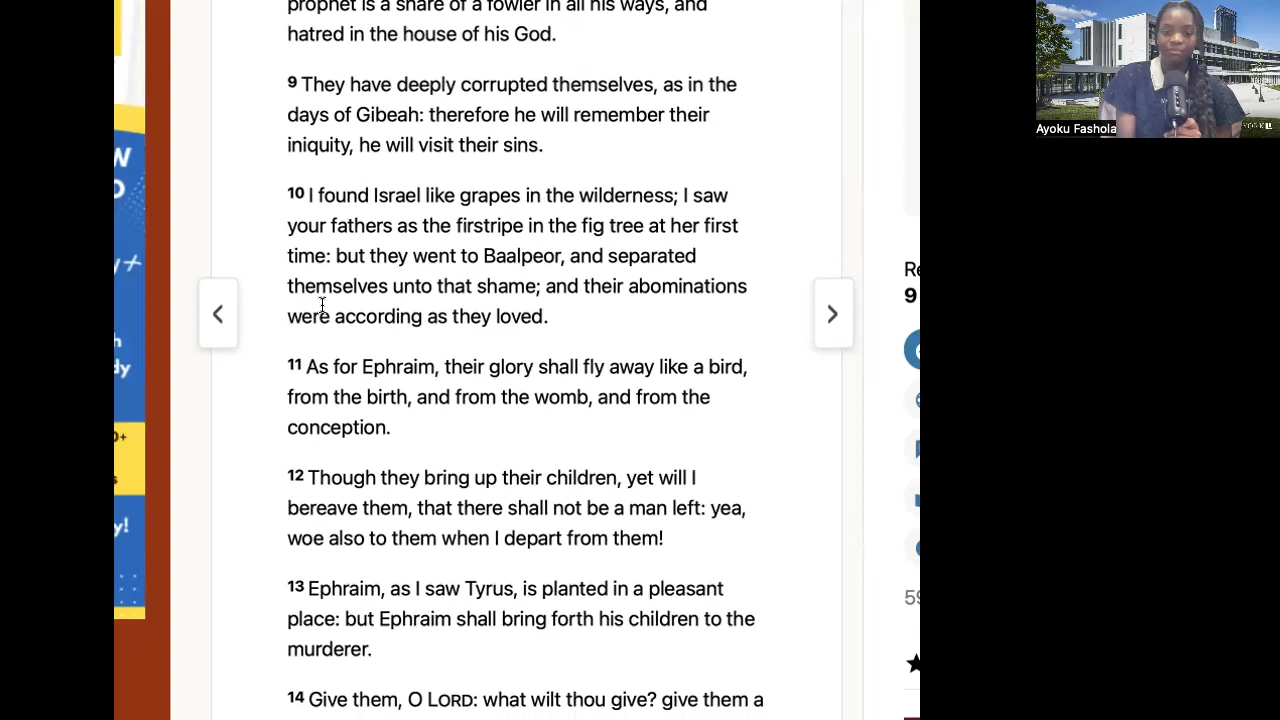 prophet is a snare of a fowler in all his ways, and
hatred in the house of his God.
9 They have deeply corrupted themselves, as in the
days of Gibeah: therefore he will remember their
iniquity, he will visit their sins.
10 I found Israel like grapes in the wilderness; I saw
your fathers as the firstripe in the fig tree at her first
time: but they went to Baalpeor, and separated
themselves unto that shame; and their abominations
were according as they loved.
11 As for Ephraim, their glory shall fly away like a bird,
from the birth, and from the womb, and from the
conception.
12 Though they bring up their children, yet will I
bereave them, that there shall not be a man left: yea,
woe also to them when I depart from them!
13 Ephraim, as I saw Tyrus, is planted in a pleasant
place: but Ephraim shall bring forth his children to the
murderer.
14 Give them, O LORD: what wilt thou give? give them a
Ayoku Fashola
Re
9
59
W
y+
h
dy
0+
s
y!